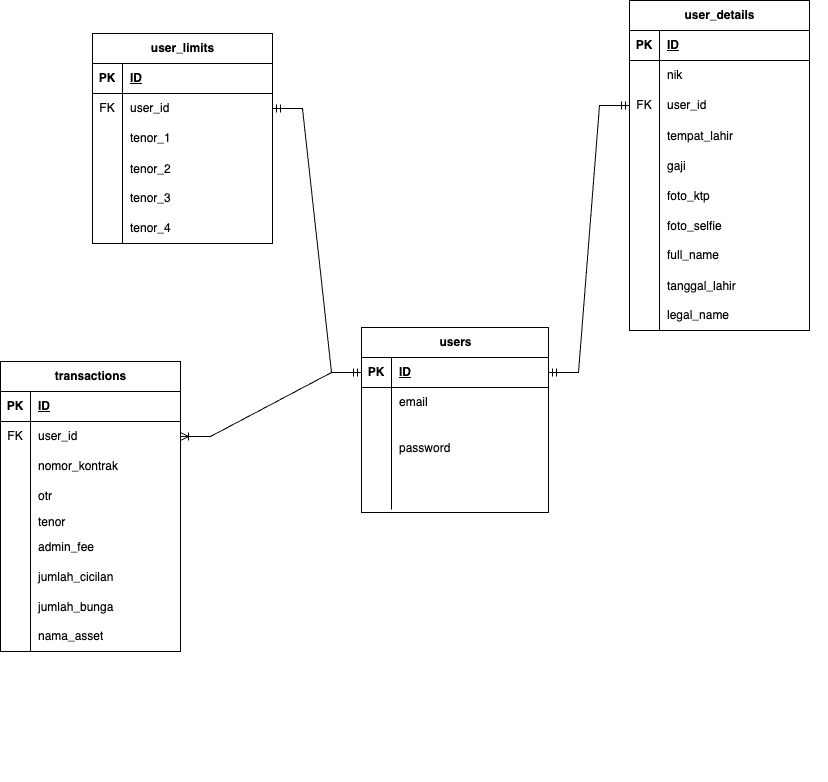 user_limits
PK ID
FK user_id
tenor_1
tenor_2
tenor_3
tenor_4
user_details
PK ID
nik
FK user_id
tempat_lahir
gaji
foto_ktp
foto_selfie
full_name
tanggal_lahir
legal_name
users
PK ID
email
password
transactions
PK ID
FK user_id
nomor_kontrak
otr
tenor
admin_fee
jumlah_cicilan
jumlah_bunga
nama_asset